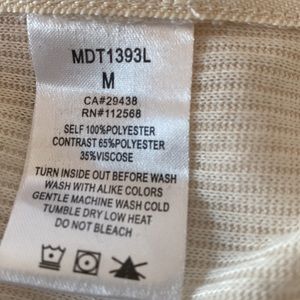 MDT1393L
M
CA#29438
RN#112568
SELF 100%POLYESTER
CONTRAST 65%POLYESTER
35%VISCOSE
TURN INSIDE OUT BEFORE WASH
WASH WITH ALIKE COLORS
GENTLE MACHINE WASH COLD
TUMBLE DRY LOW HEAT
DO NOT BLEACH